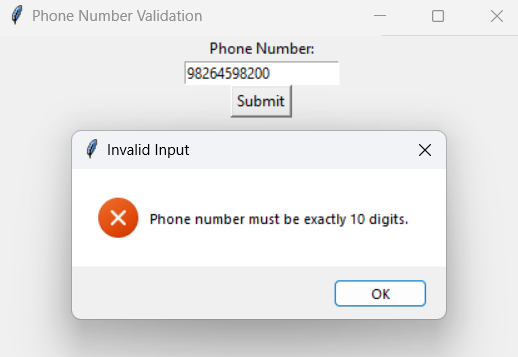 Phone Number Validation
Phone Number:
98264598200
Submit
Invalid Input
Phone number must be exactly 10 digits.
OK